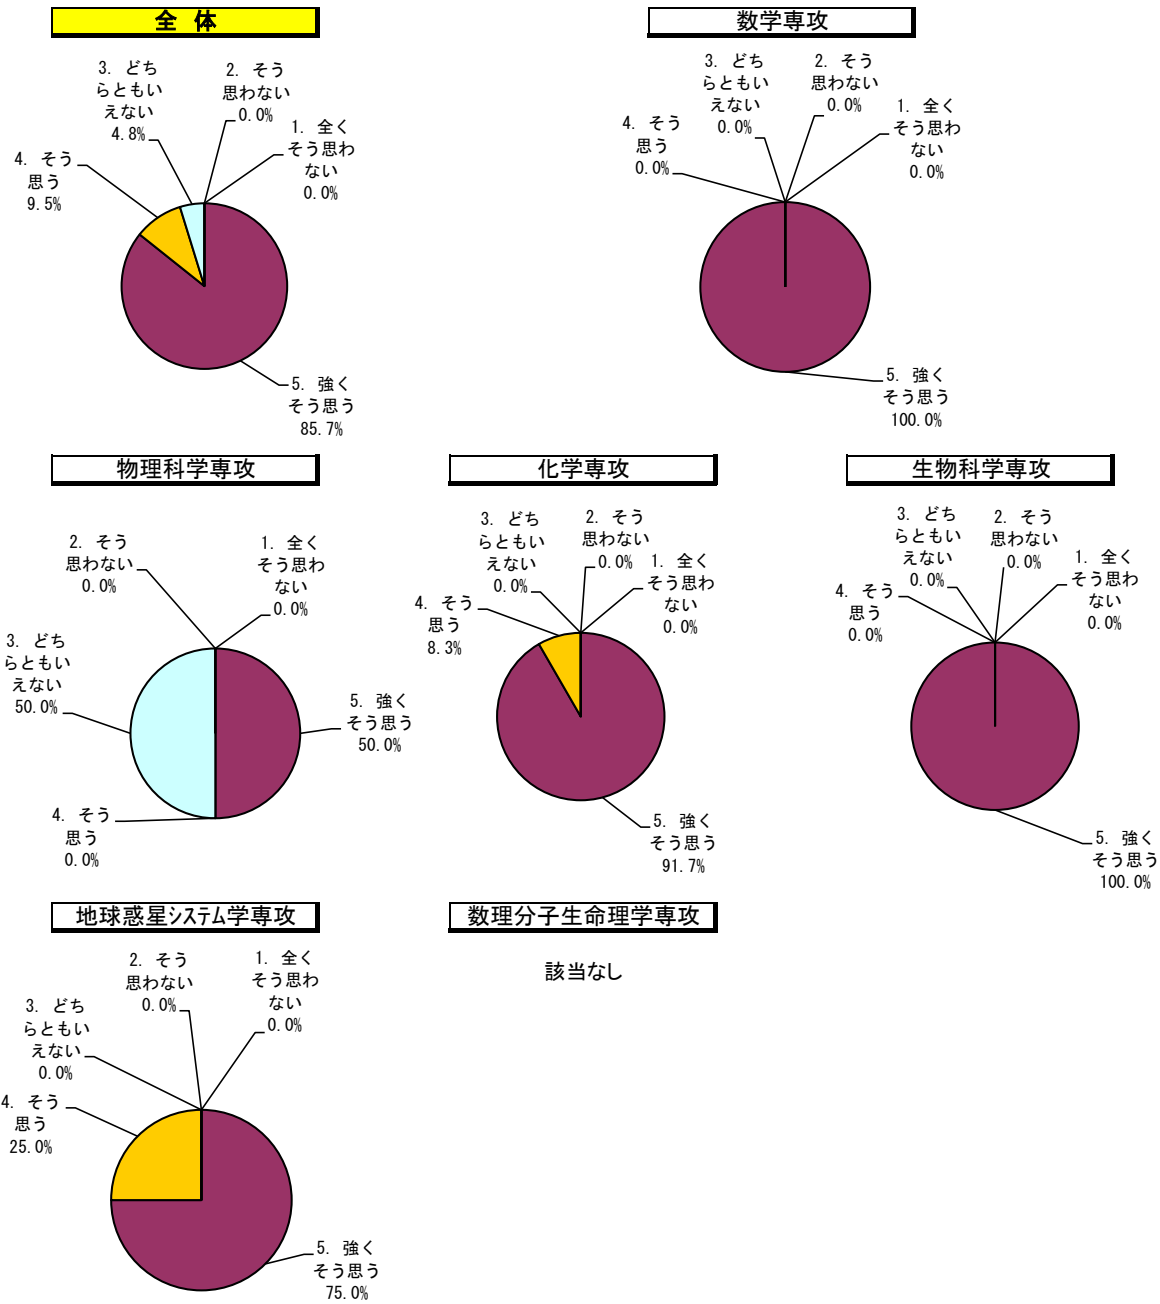 全　体
3. どち
らともい
えない
4.8%
2. そう
思わない
0.0%
1. 全く
そう思わ
ない
0.0%
4. そう
思う
9.5%
5. 強く
そう思う
85.7%
数学専攻
3. どち
らともい
えない
0.0%
2. そう
思わない
0.0%
1. 全く
そう思わ
ない
0.0%
4. そう
思う
0.0%
5. 強く
そう思う
100.0%
物理科学専攻
2. そう
思わない
0.0%
1. 全く
そう思わ
ない
0.0%
3. どち
らともい
えない
50.0%
5. 強く
そう思う
50.0%
4. そう
思う
0.0%
化学専攻
3. どち
らともい
えない
0.0%
2. そう
思わない
0.0%
1. 全く
そう思わ
ない
0.0%
4. そう
思う
8.3%
5. 強く
そう思う
91.7%
生物科学専攻
3. どち
らともい
えない
0.0%
2. そう
思わない
0.0%
1. 全く
そう思わ
ない
0.0%
4. そう
思う
0.0%
5. 強く
そう思う
100.0%
地球惑星ｼｽﾃﾑ学専攻
2. そう
思わない
0.0%
1. 全く
そう思わ
ない
0.0%
3. どち
らともい
えない
0.0%
4. そう
思う
25.0%
5. 強く
そう思う
75.0%
数理分子生命理学専攻
該当なし